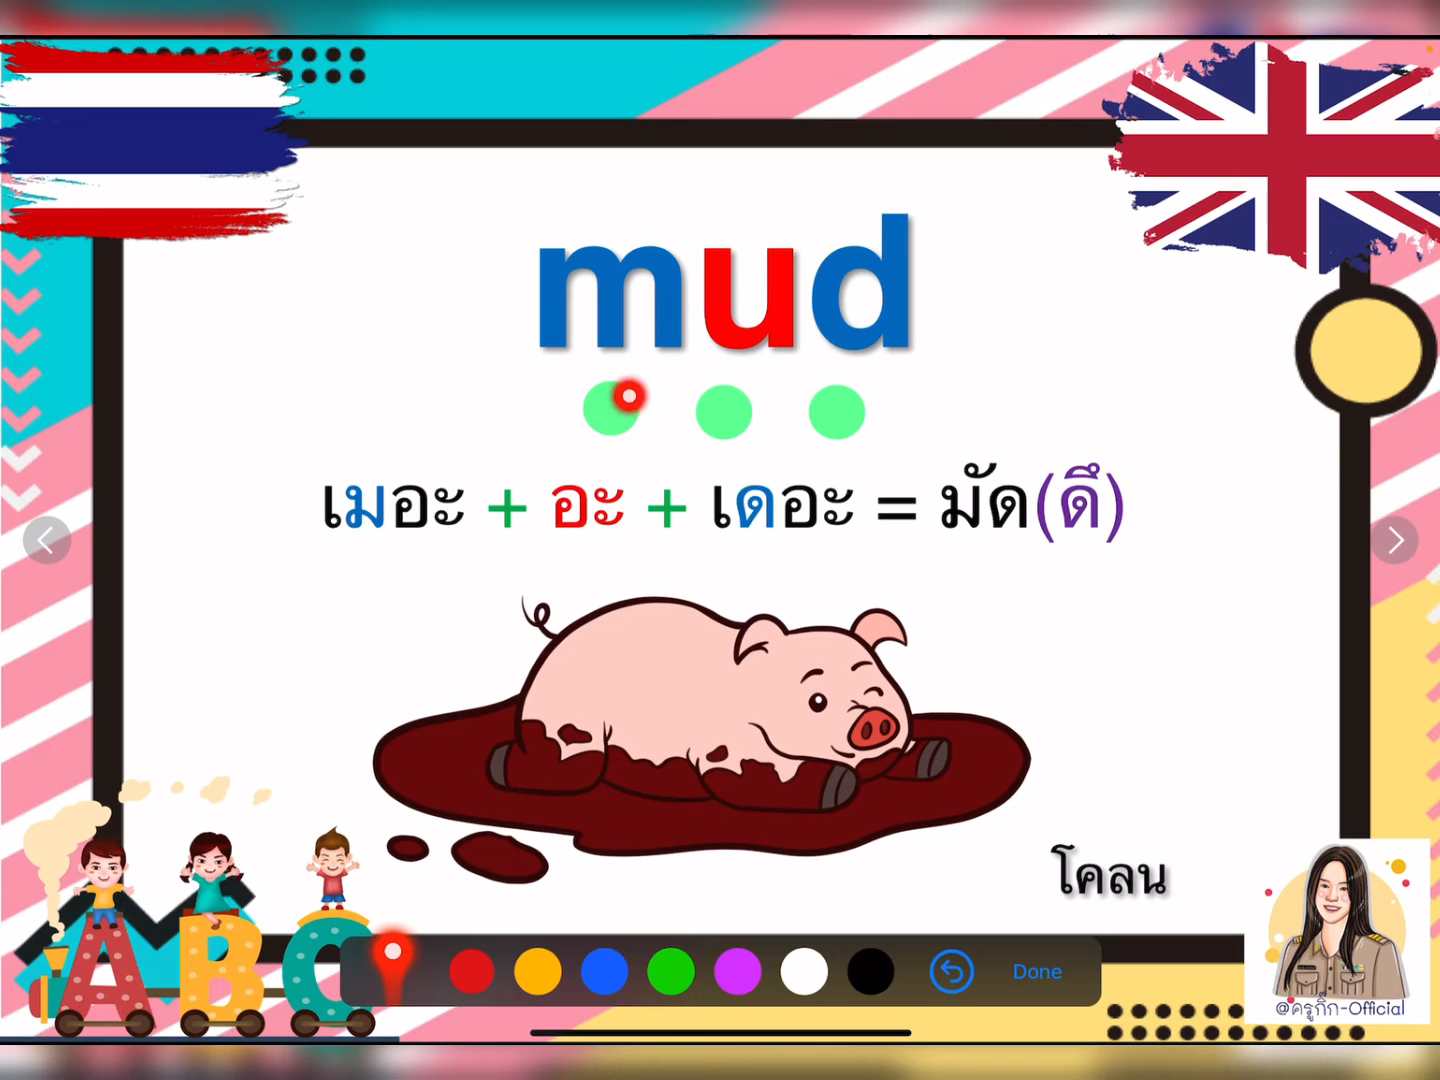 mud
เมอะ + อะ + เดอะ = มัด(ดึ)
โคลน
ABC
Done
@ครูกิ๊ก-Official